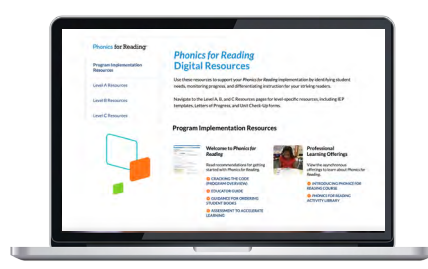 Phonics for Reading
Program Implementation
Resources
Level A Resources
Level B Resources
Level C Resources
Phonics for Reading
Digital Resources
Use these resources to support your Phonics for Reading implementation by identifying student
needs, monitoring progress, and differentiating instruction for your striving readers.
Navigate to the Level A, B, and C Resources pages for level-specific resources, including IEP
templates, Letters of Progress, and Unit Check-Up forms.
Program Implementation Resources
Welcome to Phonics for
Reading
Read recommendations for getting
started with Phonics for Reading.
CRACKING THE CODE
(PROGRAM OVERVIEW)
EDUCATOR GUIDE
GUIDANCE FOR ORDERING
STUDENT BOOKS
ASSESSMENT TO ACCELERATE
LEARNING
Professional
Learning Offerings
View the asynchronous
offerings to learn about Phonics for
Reading.
INTRODUCING PHONICS FOR
READING COURSE
PHONICS FOR READING
ACTIVITY LIBRARY